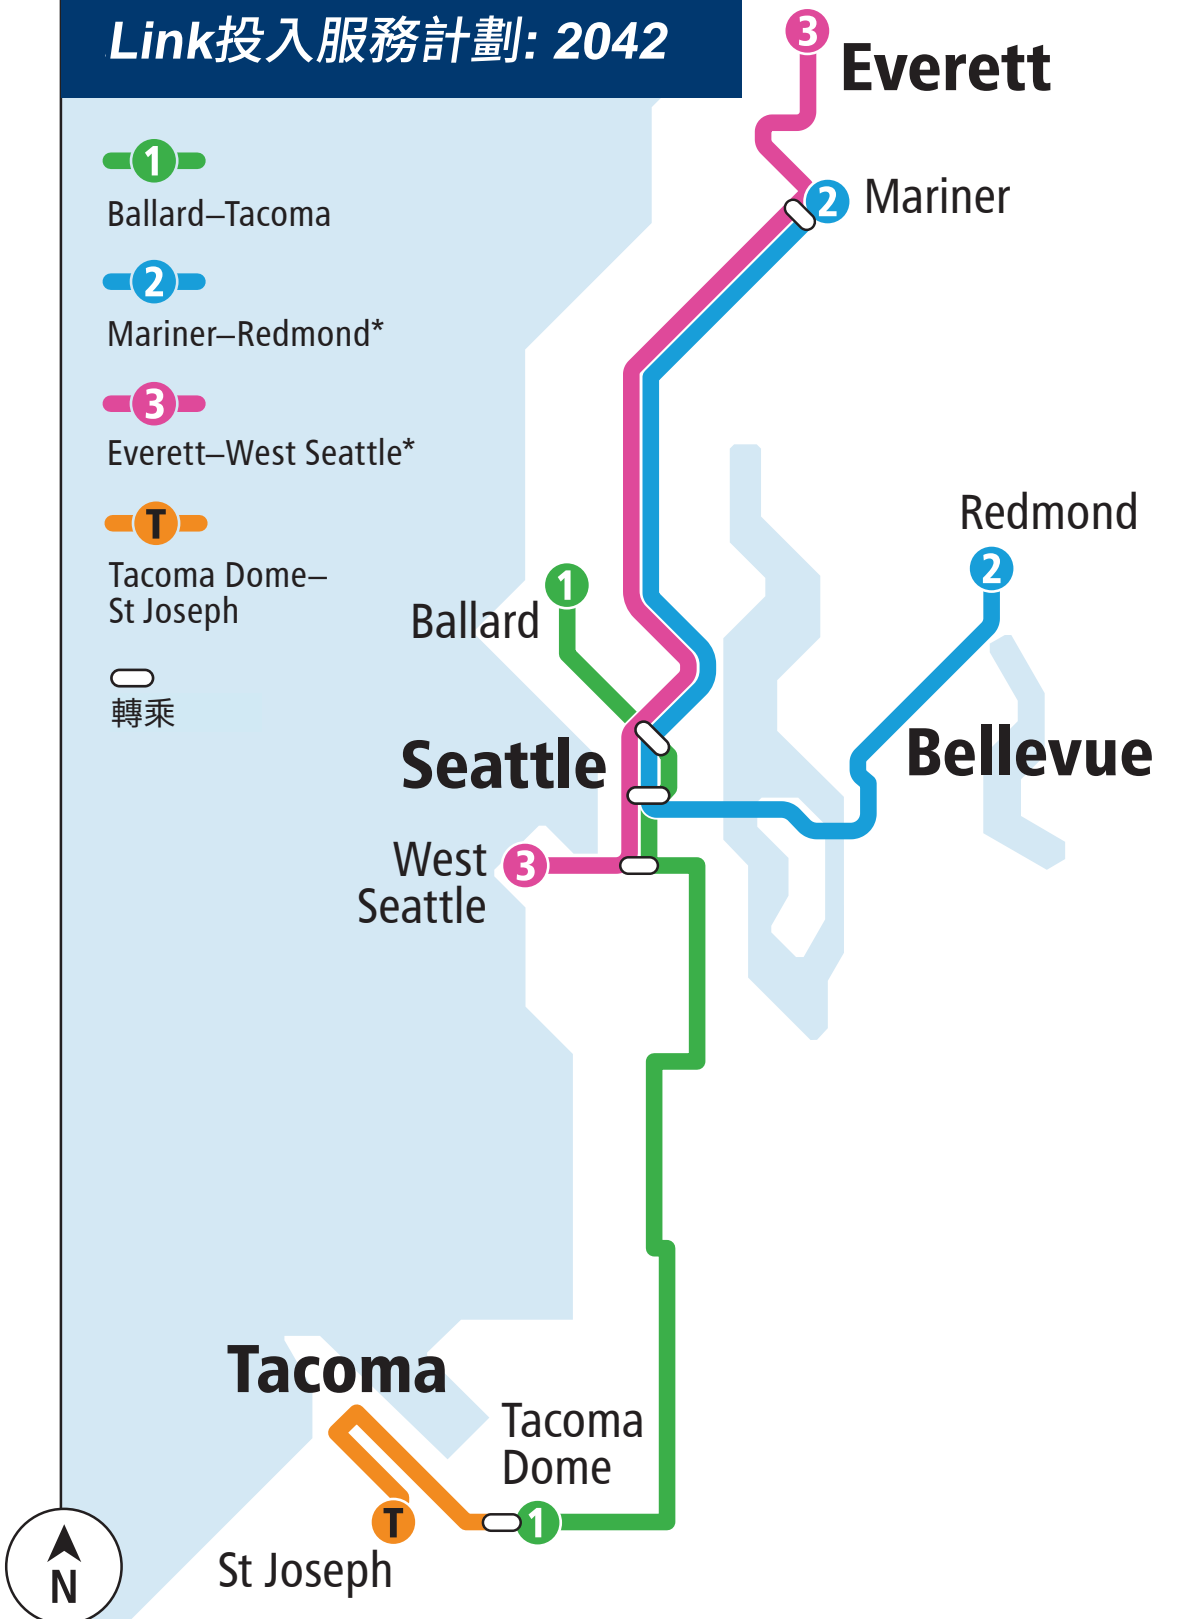 Link投入服務計劃: 2042
1
Ballard–Tacoma
2
Mariner–Redmond*
3
Everett–West Seattle*
T
Tacoma Dome–
St Joseph
轉乘
3
Everett
2
Mariner
Redmond
2
1
Ballard
Seattle
Bellevue
West
Seattle
3
Tacoma
Tacoma
Dome
1
T
St Joseph
N